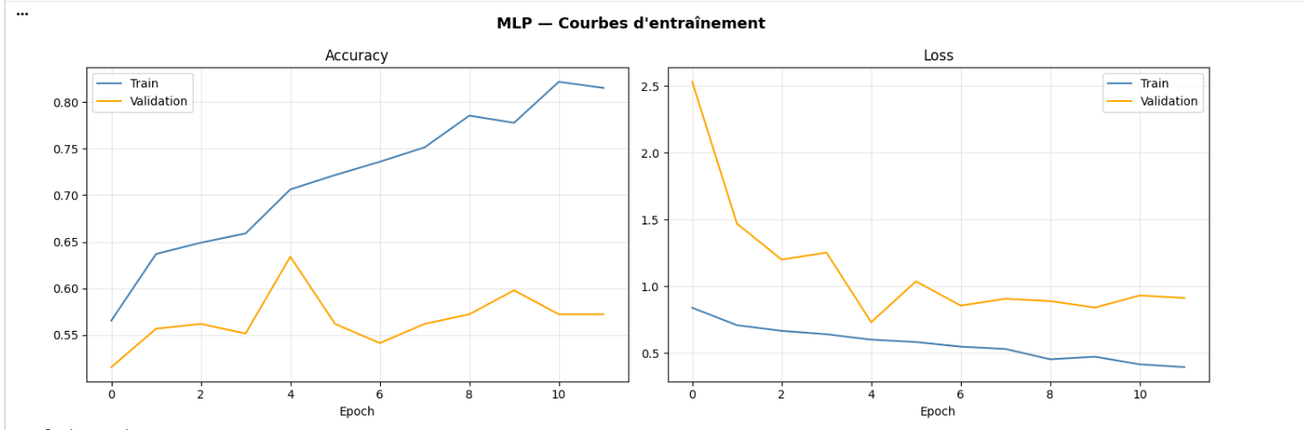 ...
MLP — Courbes d'entraînement
Accuracy
Train
Validation
0.80
0.75
0.70
0.65
0.60
0.55
0 2 4 6 8 10
Epoch
Loss
Train
Validation
2.5
2.0
1.5
1.0
0.5
0 2 4 6 8 10
Epoch